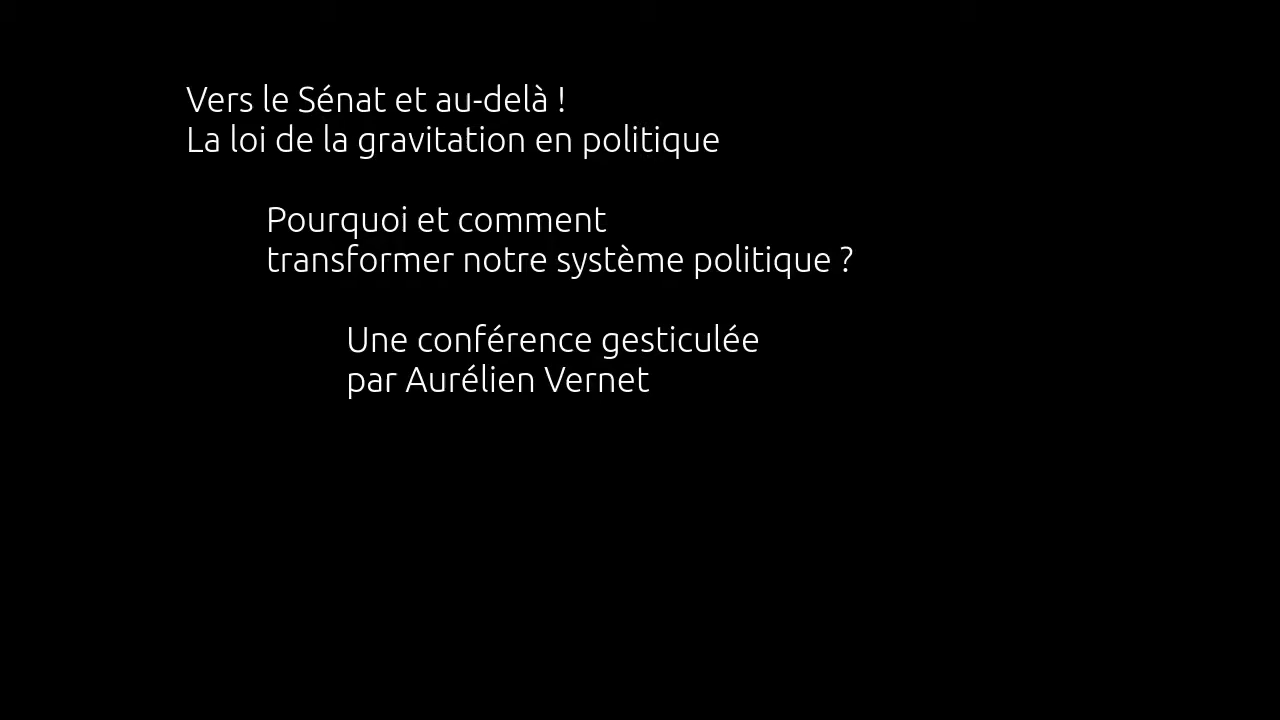 Vers le Sénat et au-delà !
La loi de la gravitation en politique
Pourquoi et comment
transformer notre système politique ?
Une conférence gesticulée
par Aurélien Vernet